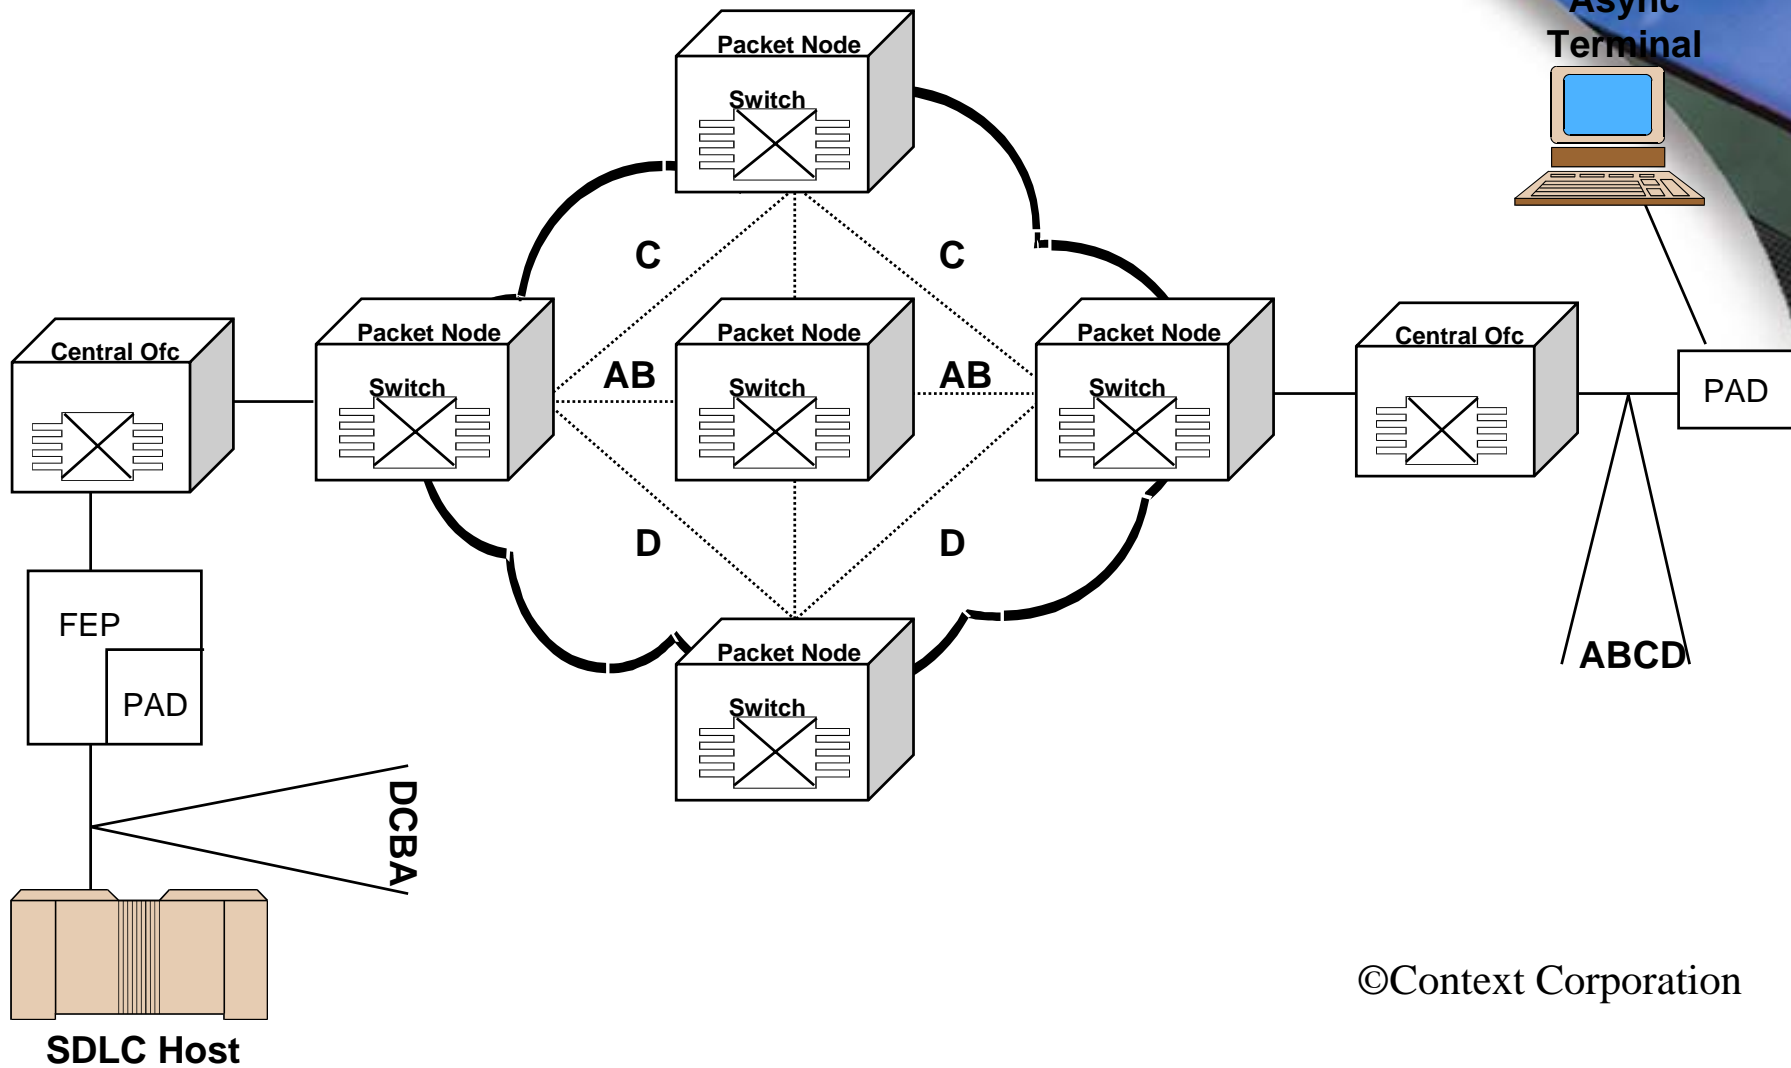 Async
Terminal
Packet Node
Switch
C
C
Central Ofc
Packet Node
Switch
AB
Packet Node
Switch
AB
Packet Node
Switch
Central Ofc
PAD
D
D
FEP
PAD
Packet Node
Switch
ABCD
DCBA
SDLC Host
©Context Corporation